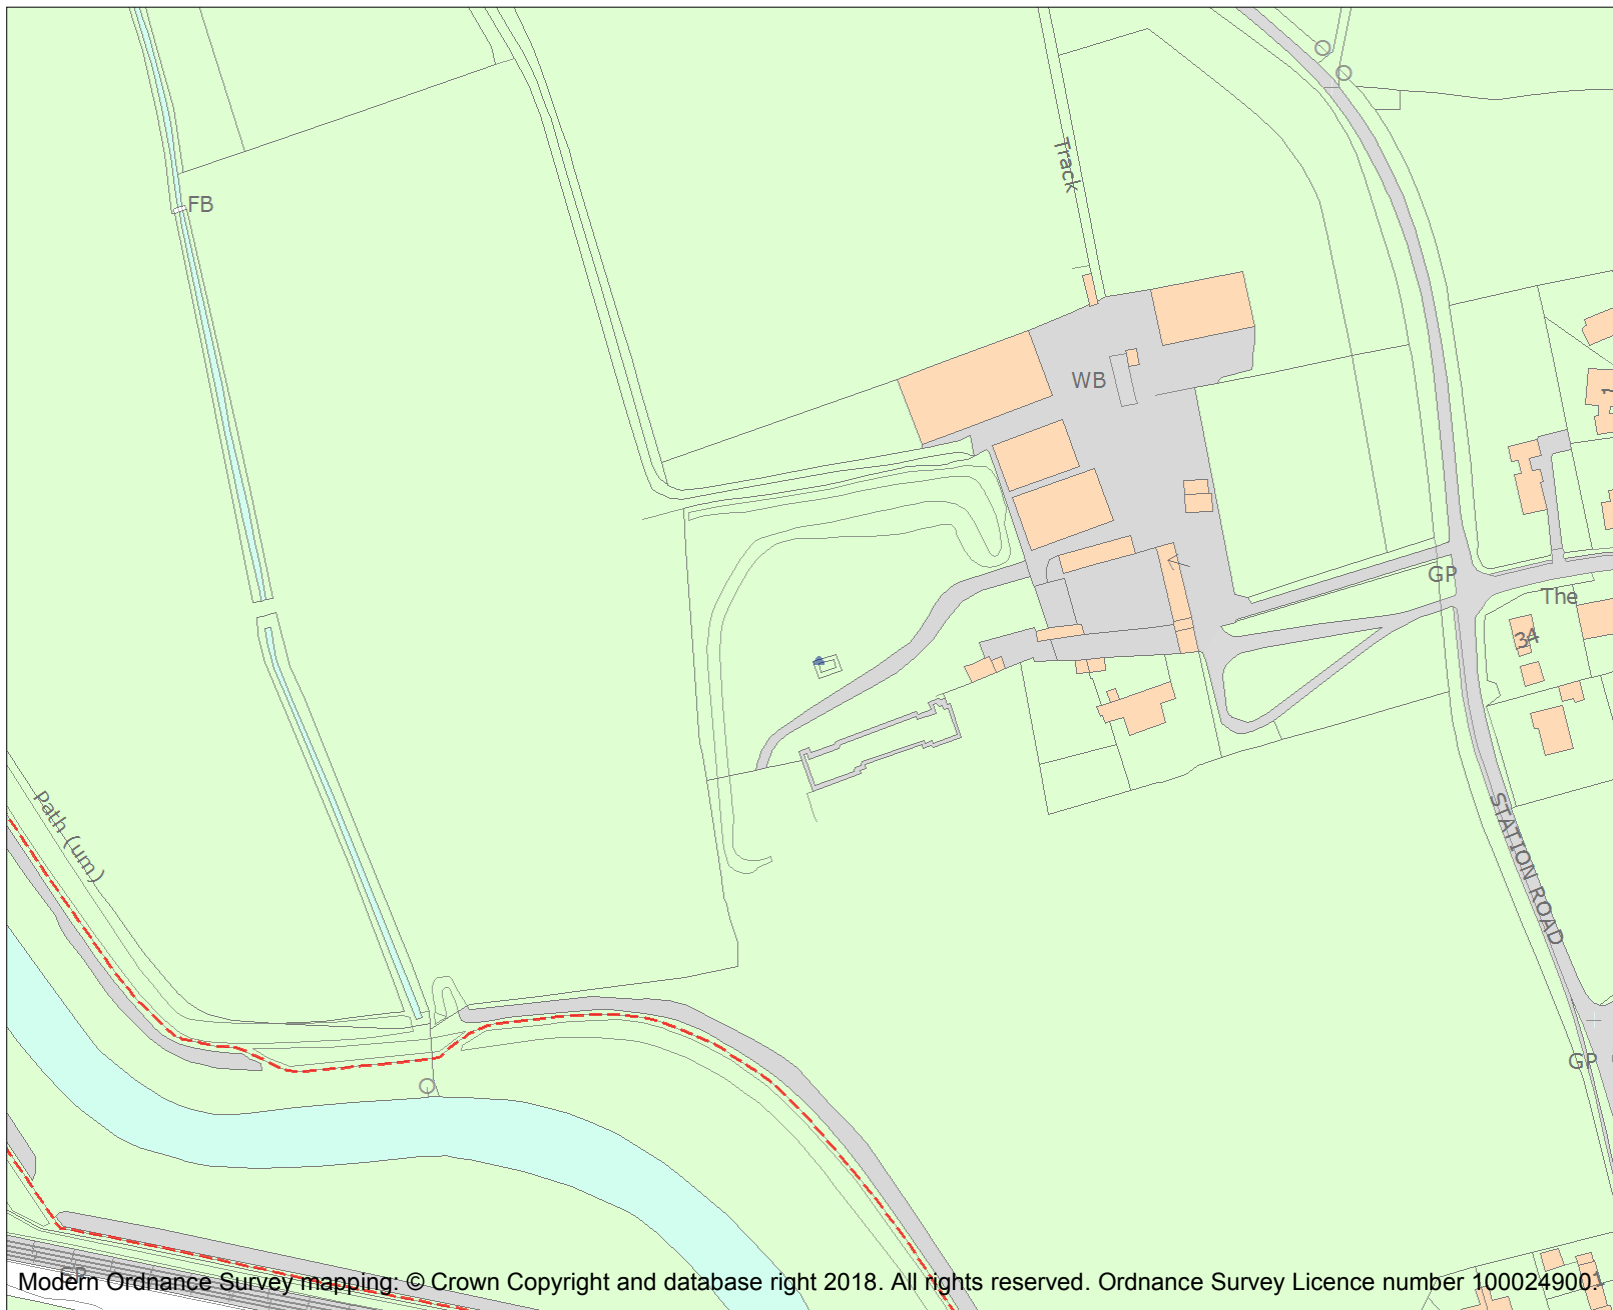 Track
FB
WB
GP
The
34
Path (um)
STATION ROAD
GP
GP
Modern Ordnance Survey mapping: © Crown Copyright and database right 2018. All rights reserved. Ordnance Survey Licence number 100024900.